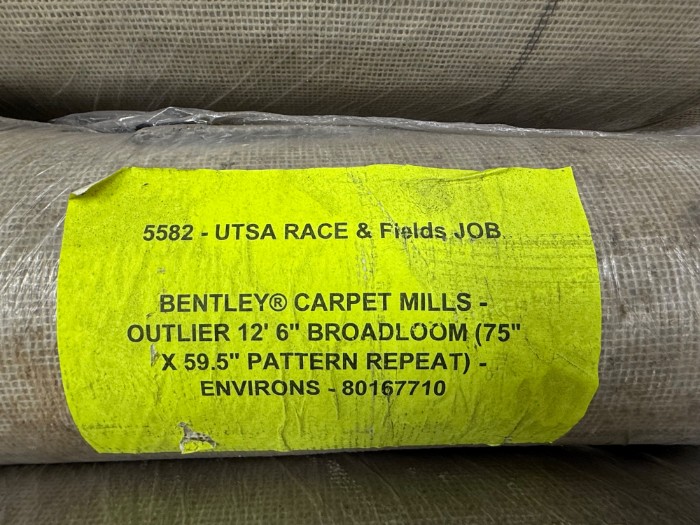 5582 - UTSA RACE & Fields JOB
BENTLEY® CARPET MILLS -
OUTLIER 12' 6" BROADLOOM (75"
X 59.5" PATTERN REPEAT) -
ENVIRONS - 80167710